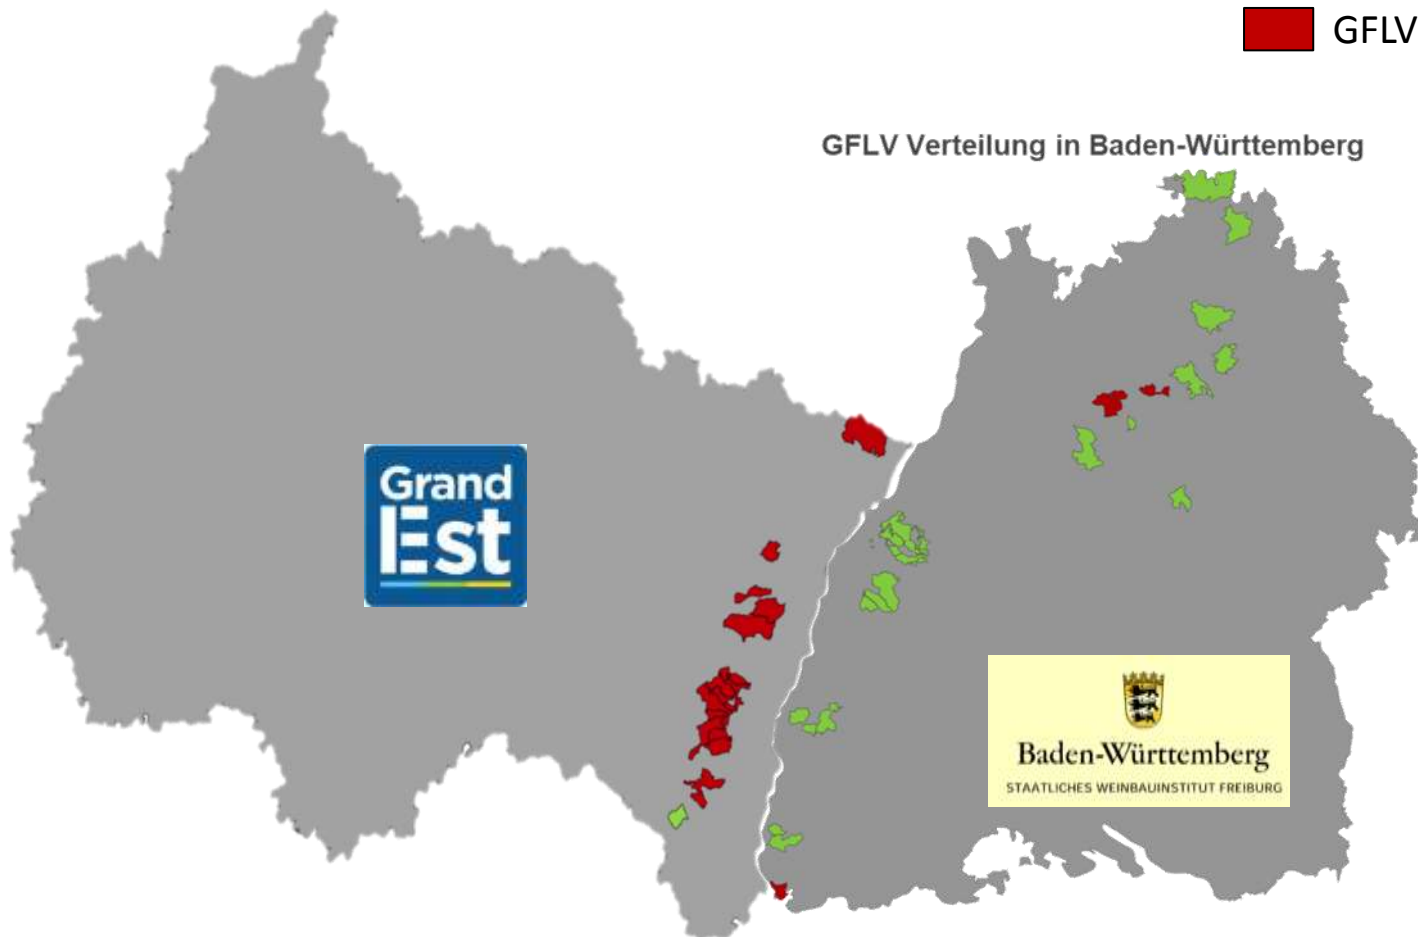 GFLV
GFLV Verteilung in Baden-Württemberg
Grand
Est
Baden-Württemberg
STAATLICHES WEINBAUINSTITUT FREIBURG